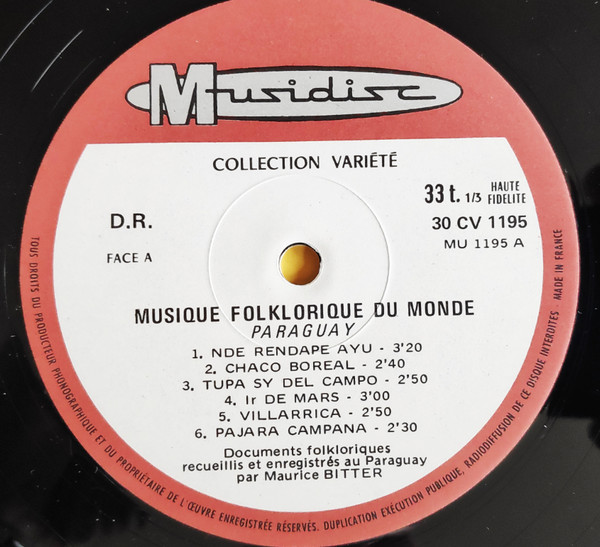 Musidisc
COLLECTION VARIÉTÉ
33 t. 1/3 HAUTE FIDELITE
D.R.
30 CV 1195
FACE A
MU 1195 A
MUSIQUE FOLKLORIQUE DU MONDE
PARAGUAY
1. NDE RENDAPE AYU - 3'20
2. CHACO BOREAL - 2'40
3. TUPA SY DEL CAMPO - 2'50
4. Ir DE MARS - 3'00
5. VILLARRICA - 2'50
6. PAJARA CAMPANA - 2'30
Documents folkloriques
recueillis et enregistrés au Paraguay
par Maurice BITTER
TOUS DROITS DU PRODUCTEUR PHONOGRAPHIQUE ET DU PROPRIÉTAIRE DE L'ŒUVRE ENREGISTRÉE RÉSERVÉS. DUPLICATION EXÉCUTION PUBLIQUE, RADIODIFFUSION DE CE DISQUE INTERDITES - MADE IN FRANCE